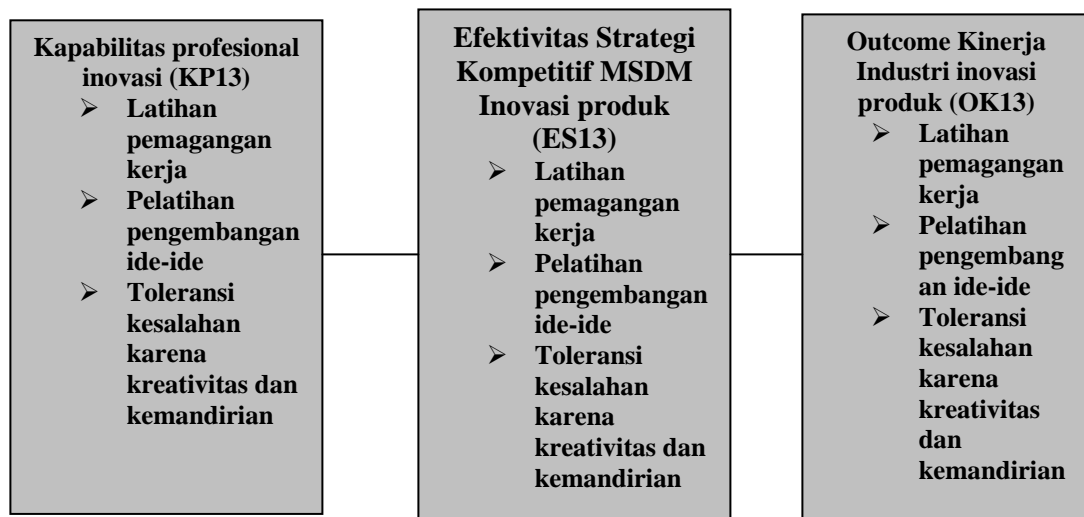 Kapabilitas profesional
inovasi (KP13)
➢ Latihan
pemagangan
kerja
➢ Pelatihan
pengembangan
ide-ide
➢ Toleransi
kesalahan
karena
kreativitas dan
kemandirian
Efektivitas Strategi
Kompetitif MSDM
Inovasi produk
(ES13)
➢ Latihan
pemagangan
kerja
➢ Pelatihan
pengembangan
ide-ide
➢ Toleransi
kesalahan
karena
kreativitas dan
kemandirian
Outcome Kinerja
Industri inovasi
produk (OK13)
➢ Latihan
pemagangan
kerja
➢ Pelatihan
pengembang
an ide-ide
➢ Toleransi
kesalahan
karena
kreativitas
dan
kemandirian